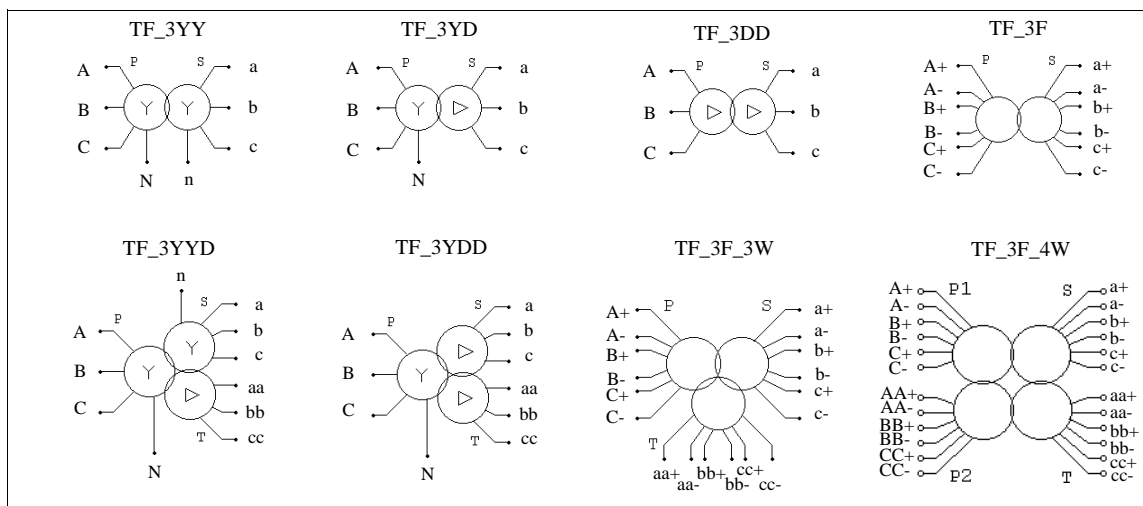 TF_3YY
P
S
A
a
B
Y
Y
b
C
c
N
n
TF_3YD
P
S
A
a
B
Y
b
C
c
N
TF_3DD
P
S
A
a
B
b
C
c
TF_3F
P
S
A+
a+
A-
a-
B+
b+
B-
b-
C+
c+
C-
c-
TF_3YYD
n
P
S
a
A
b
Y
c
B
Y
aa
C
bb
T
cc
N
TF_3YDD
P
S
a
A
b
c
B
Y
aa
C
bb
T
cc
N
TF_3F_3W
P
S
A+
a+
A-
a-
B+
b+
B-
b-
C+
c+
C-
c-
T
aa+
aa-
bb+
bb-
cc+
cc-
TF_3F_4W
P1
S
A+
a+
A-
a-
B+
b+
B-
b-
C+
c+
C-
c-
AA+
aa+
AA-
aa-
BB+
bb+
BB-
bb-
CC+
cc+
CC-
cc-
P2
T